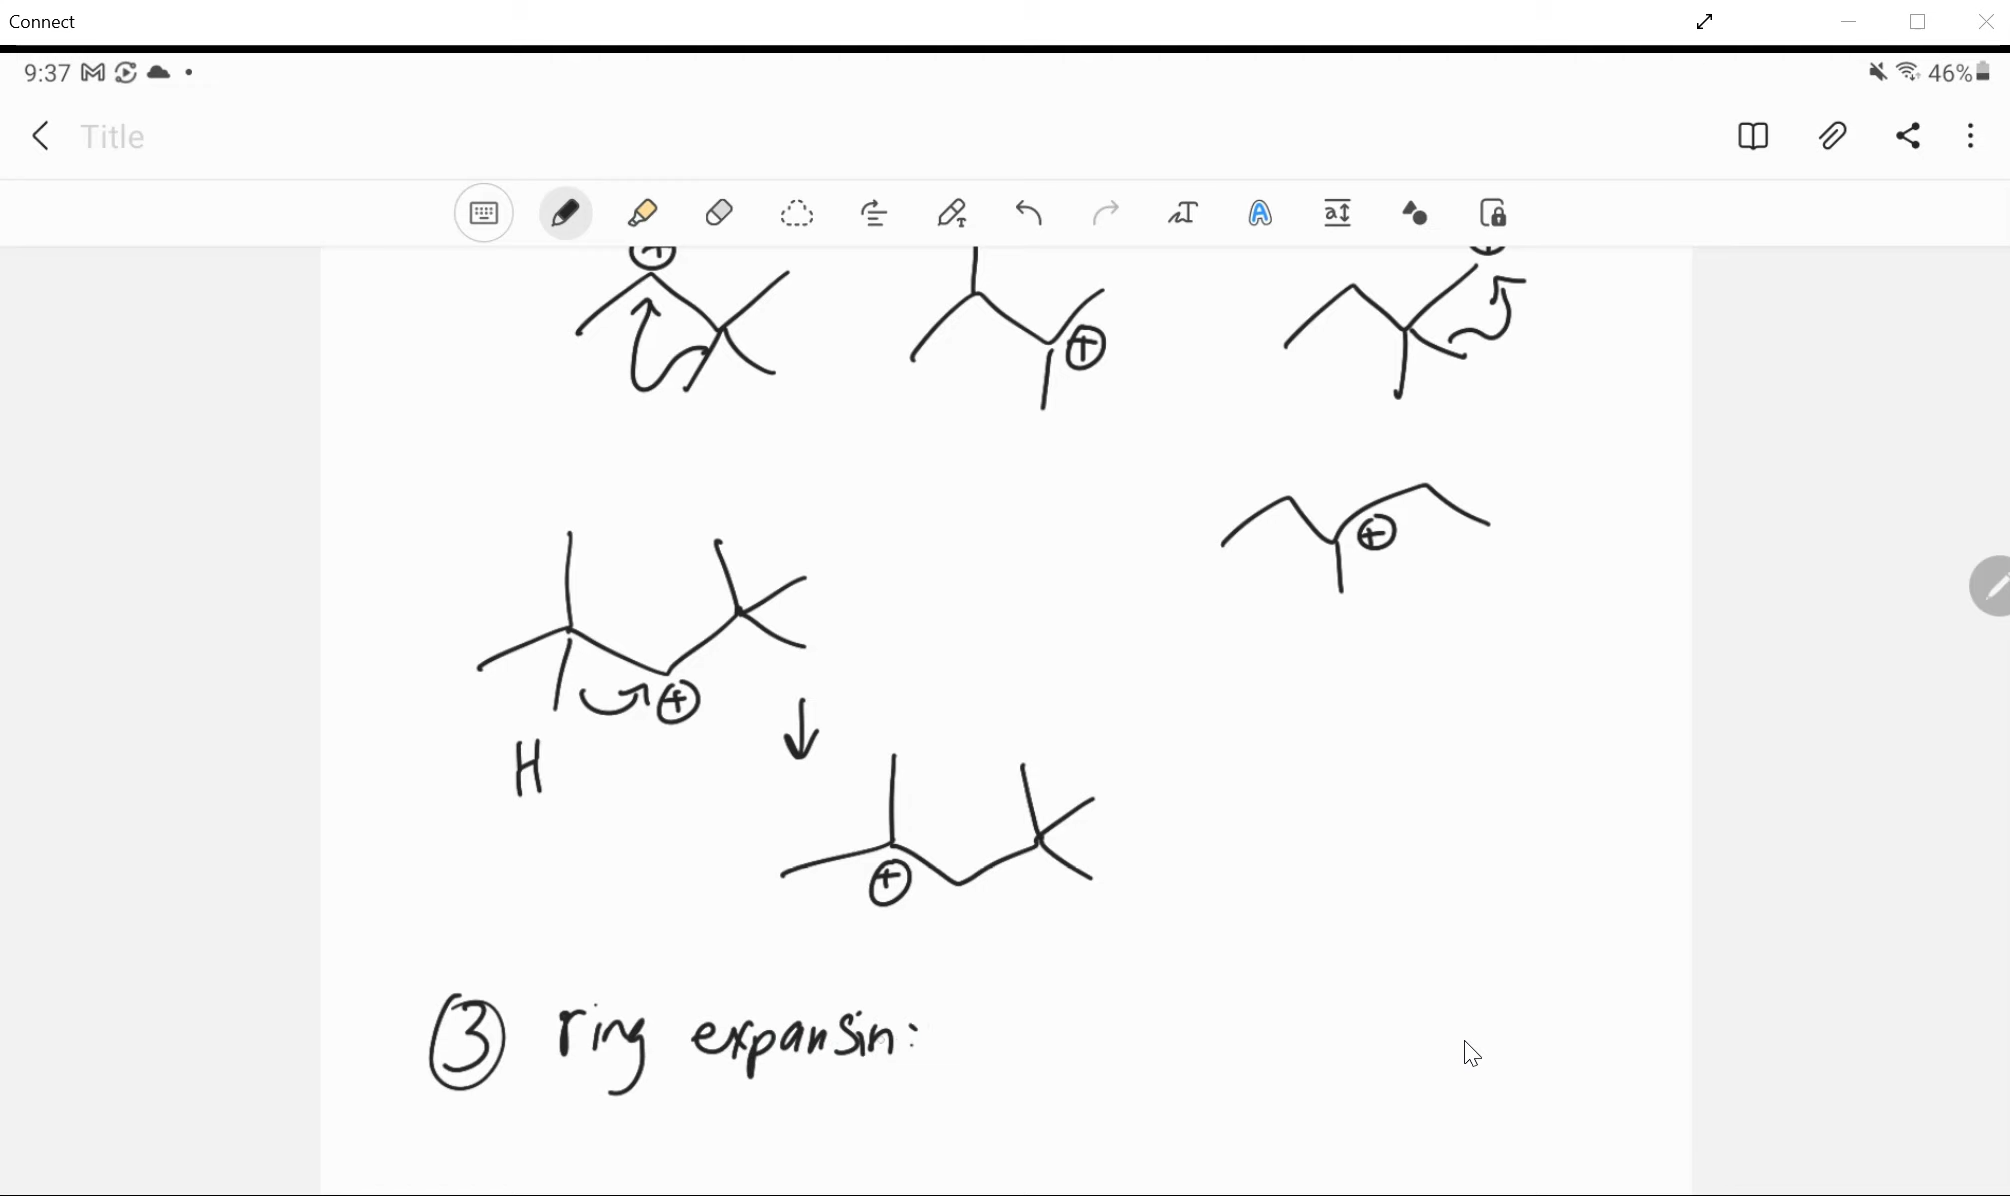 Connect
9:37 46%
Title
H
③ ring expansin: